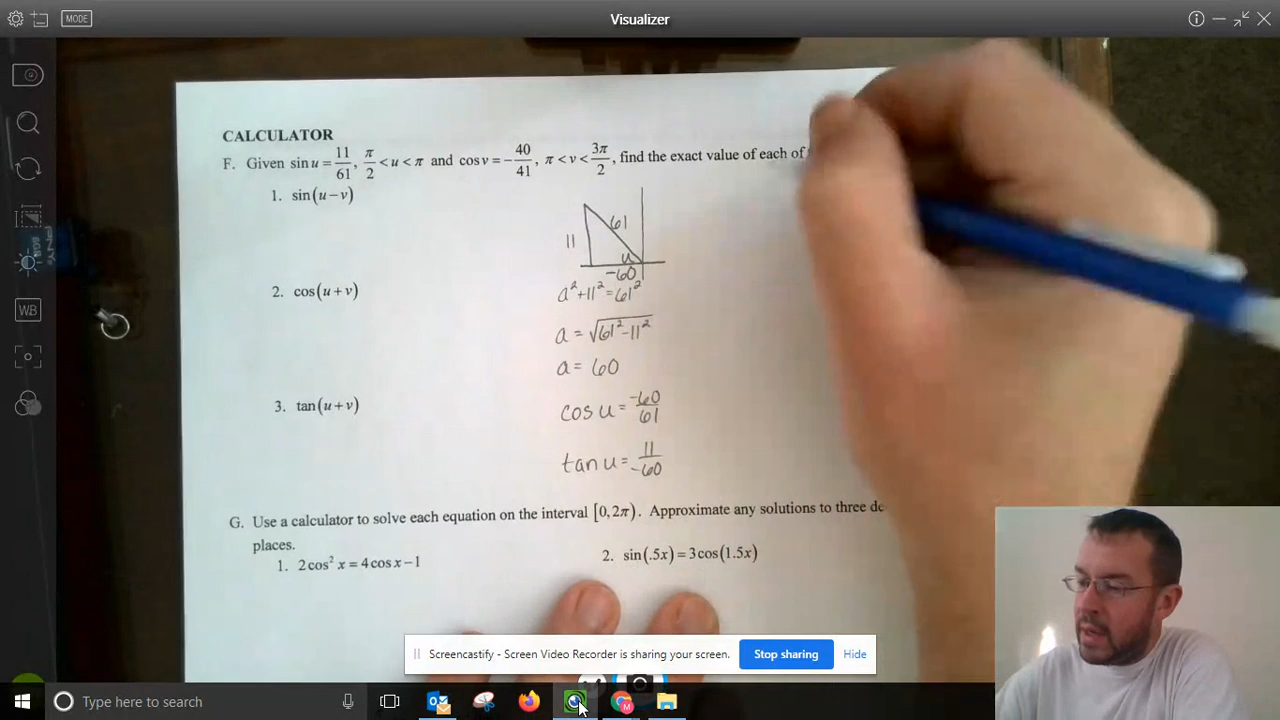 Visualizer
MODE
CALCULATOR
F. Given sin u = 11/61, π/2 < u < π and cos v = -40/41, π < v < 3π/2, find the exact value of each of
1. sin(u-v)
61
11
u
-60
2. cos(u+v)
a²+11²=61²
a = √61²-11²
a = 60
3. tan(u+v)
cos u = -60/61
tan u = 11/-60
G. Use a calculator to solve each equation on the interval [0, 2π). Approximate any solutions to three de
places.
1. 2cos² x = 4cos x - 1
2. sin(.5x) = 3cos(1.5x)
WB
Screencastify - Screen Video Recorder is sharing your screen.
Stop sharing
Hide
Type here to search